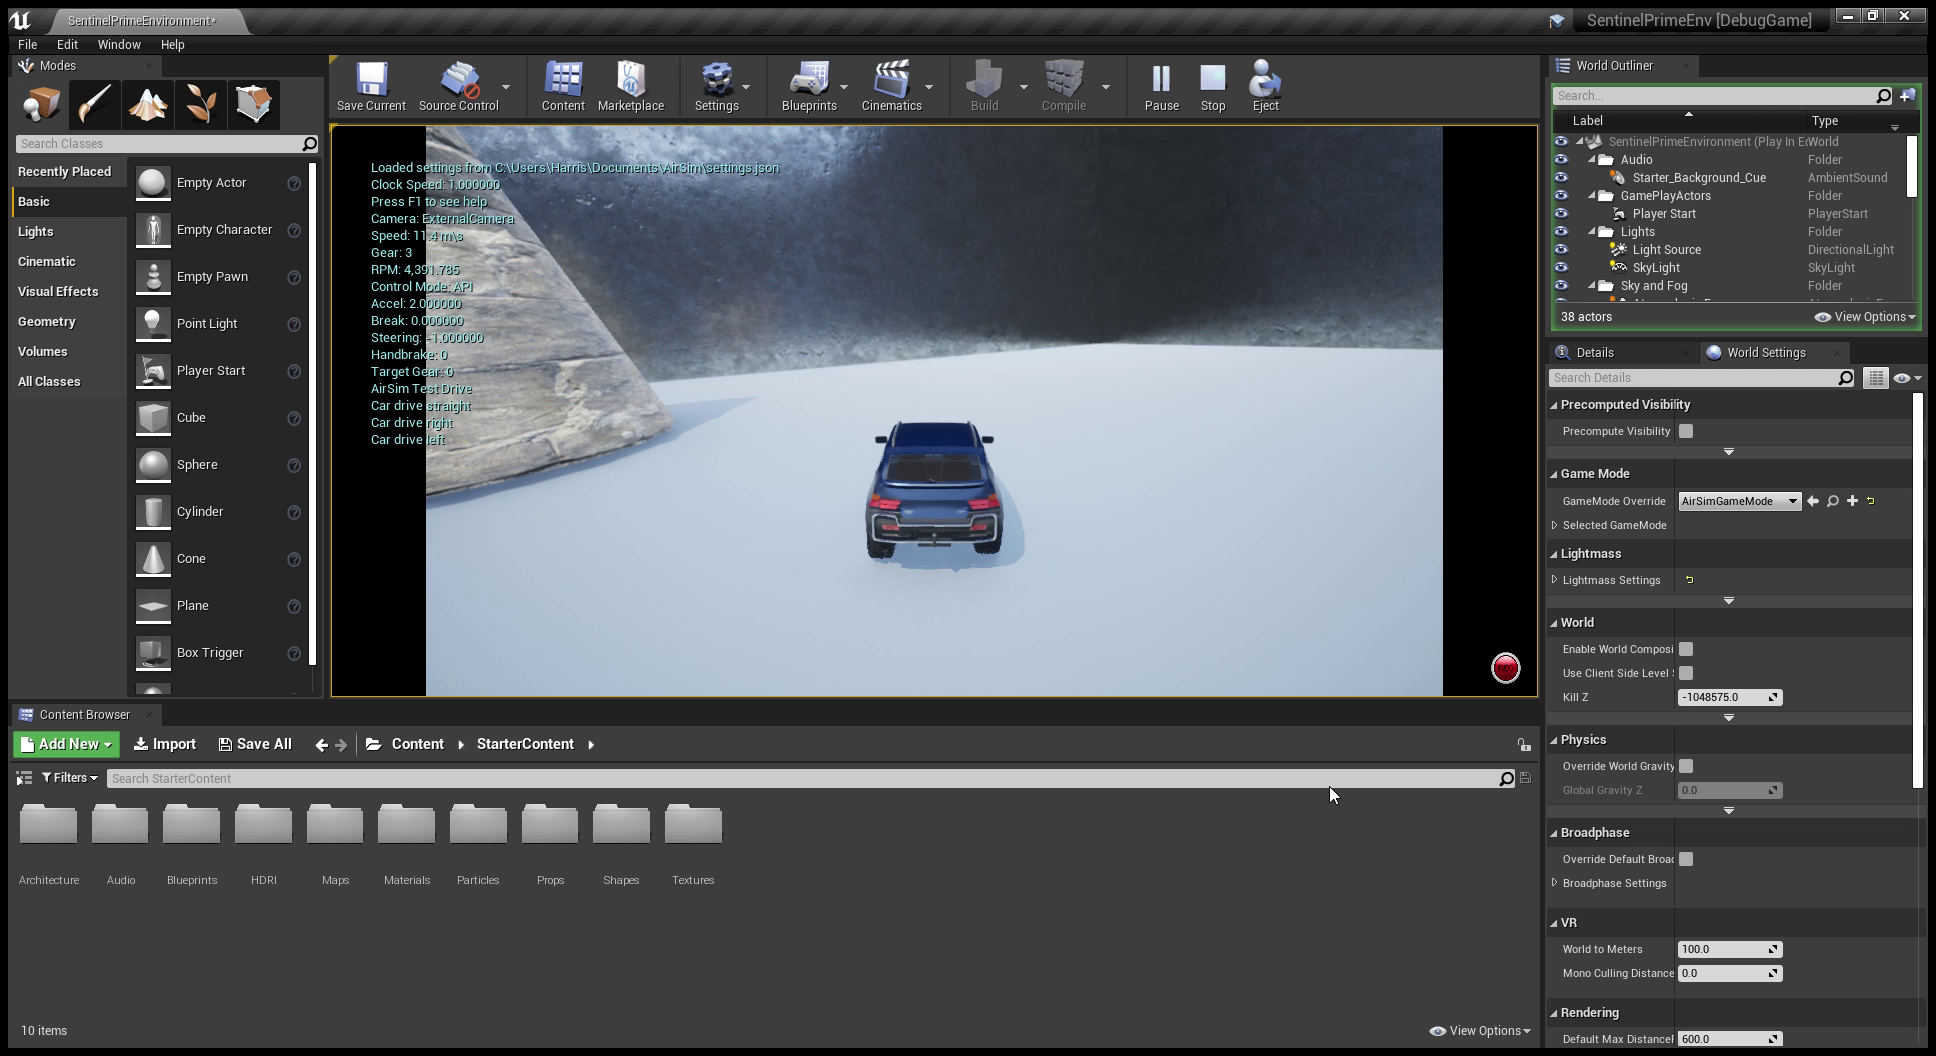 SentinelPrimeEnvironment*
SentinelPrimeEnv [DebugGame]
File Edit Window Help
Modes
Search Classes
Recently Placed
Basic
Lights
Cinematic
Visual Effects
Geometry
Volumes
All Classes
Empty Actor
Empty Character
Empty Pawn
Point Light
Player Start
Cube
Sphere
Cylinder
Cone
Plane
Box Trigger
Save Current
Source Control
Content
Marketplace
Settings
Blueprints
Cinematics
Build
Compile
Pause
Stop
Eject
Loaded settings from C:\Users\Harris\Documents\AirSim\settings.json
Clock Speed: 1.000000
Press F1 to see help
Camera: ExternalCamera
Speed: 11.4 m\s
Gear: 3
RPM: 4,391.785
Control Mode: API
Accel: 2.000000
Break: 0.000000
Steering: -1.000000
Handbrake: 0
Target Gear: 0
AirSim Test Drive
Car drive straight
Car drive right
Car drive left
World Outliner
Search...
Label Type
SentinelPrimeEnvironment (Play In Ec World
Audio Folder
Starter_Background_Cue AmbientSound
GamePlayActors Folder
Player Start PlayerStart
Lights Folder
Light Source DirectionalLight
SkyLight SkyLight
Sky and Fog Folder
38 actors
View Options
Details
World Settings
Search Details
Precomputed Visibility
Precompute Visibility
Game Mode
GameMode Override AirSimGameMode
Selected GameMode
Lightmass
Lightmass Settings
World
Enable World Composi
Use Client Side Level
Kill Z -1048575.0
Physics
Override World Gravity
Global Gravity Z 0.0
Broadphase
Override Default Broad
Broadphase Settings
VR
World to Meters 100.0
Mono Culling Distance 0.0
Rendering
Default Max Distance 600.0
Content Browser
Add New Import Save All Content StarterContent
Filters Search StarterContent
Architecture Audio Blueprints HDRI Maps Materials Particles Props Shapes Textures
10 items
View Options